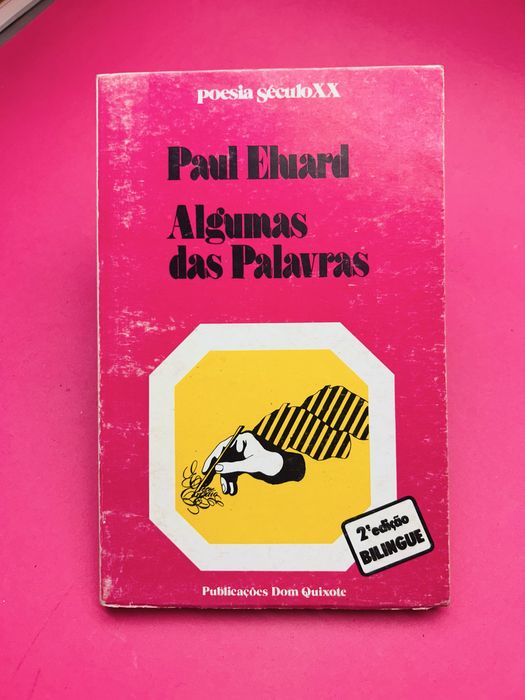 poesia séculoXX
Paul Eluard
Algumas
das Palavras
2ª edição
BILINGUE
Publicações Dom Quixote